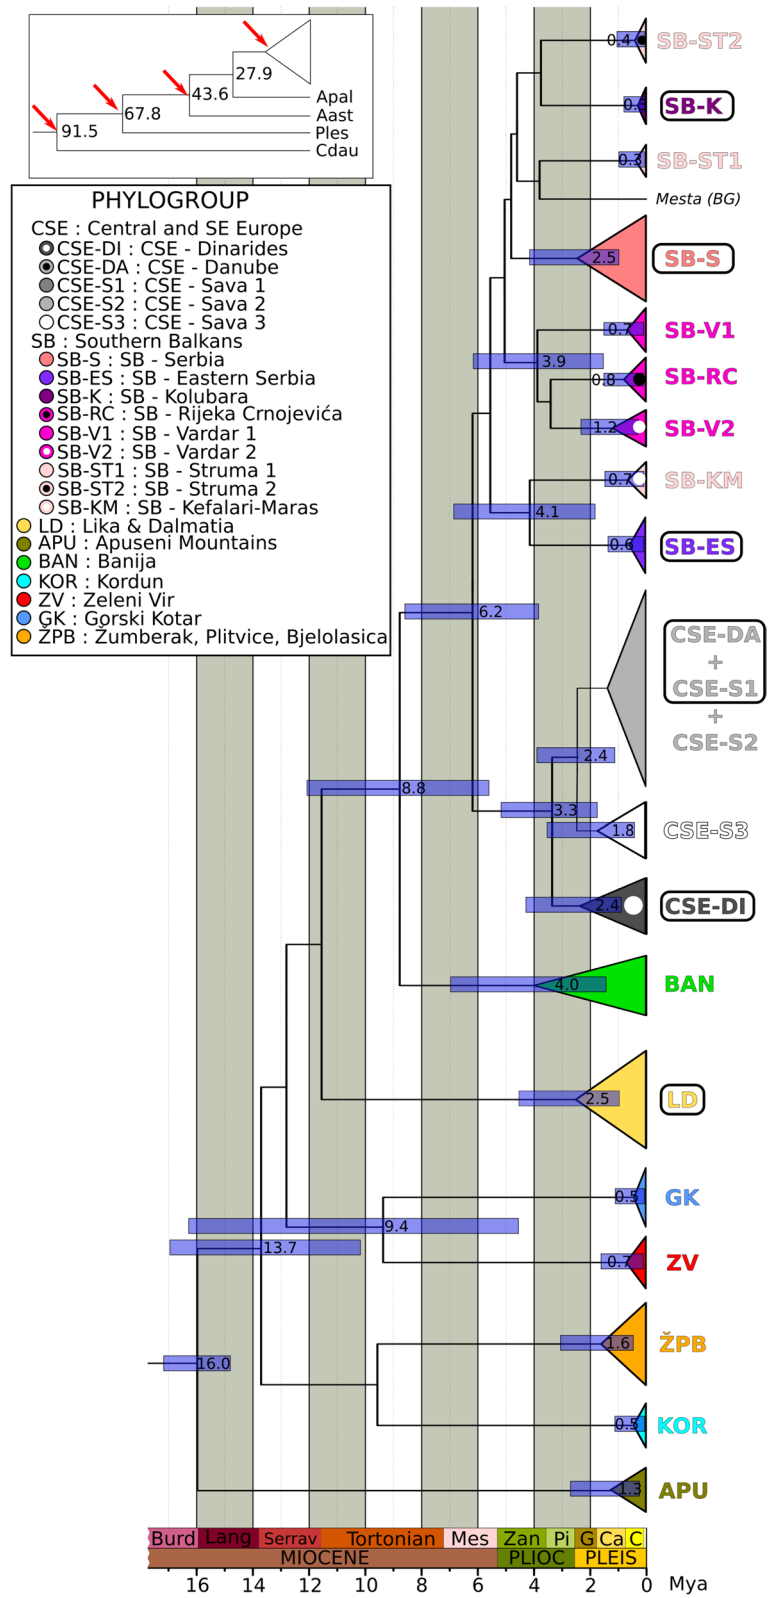 27.9
43.6
67.8
91.5
Apal
Aast
Ples
Cdau
PHYLOGROUP
CSE : Central and SE Europe
CSE-DI : CSE - Dinarides
CSE-DA : CSE - Danube
CSE-S1 : CSE - Sava 1
CSE-S2 : CSE - Sava 2
CSE-S3 : CSE - Sava 3
SB : Southern Balkans
SB-S : SB - Serbia
SB-ES : SB - Eastern Serbia
SB-K : SB - Kolubara
SB-RC : SB - Rijeka Crnojevića
SB-V1 : SB - Vardar 1
SB-V2 : SB - Vardar 2
SB-ST1 : SB - Struma 1
SB-ST2 : SB - Struma 2
SB-KM : SB - Kefalari-Maras
LD : Lika & Dalmatia
APU : Apuseni Mountains
BAN : Banija
KOR : Kordun
ZV : Zeleni Vir
GK : Gorski Kotar
ŽPB : Žumberak, Plitvice, Bjelolasica
0.4 SB-ST2
SB-K
0.3 SB-ST1
Mesta (BG)
2.5 SB-S
0.7 SB-V1
3.9
0.8 SB-RC
1.2 SB-V2
0.7 SB-KM
4.1
0.6 SB-ES
6.2
CSE-DA
+
CSE-S1
+
CSE-S2
2.4
8.8
3.3
1.8 CSE-S3
2.4 CSE-DI
4.0 BAN
2.5 LD
0.5 GK
9.4
13.7
0.7 ZV
1.6 ŽPB
16.0
0.5 KOR
1.3 APU
Burd Lang Serrav Tortonian Mes Zan Pi G Ca C
MIOCENE PLIOC PLEIS
16 14 12 10 8 6 4 2 0 Mya